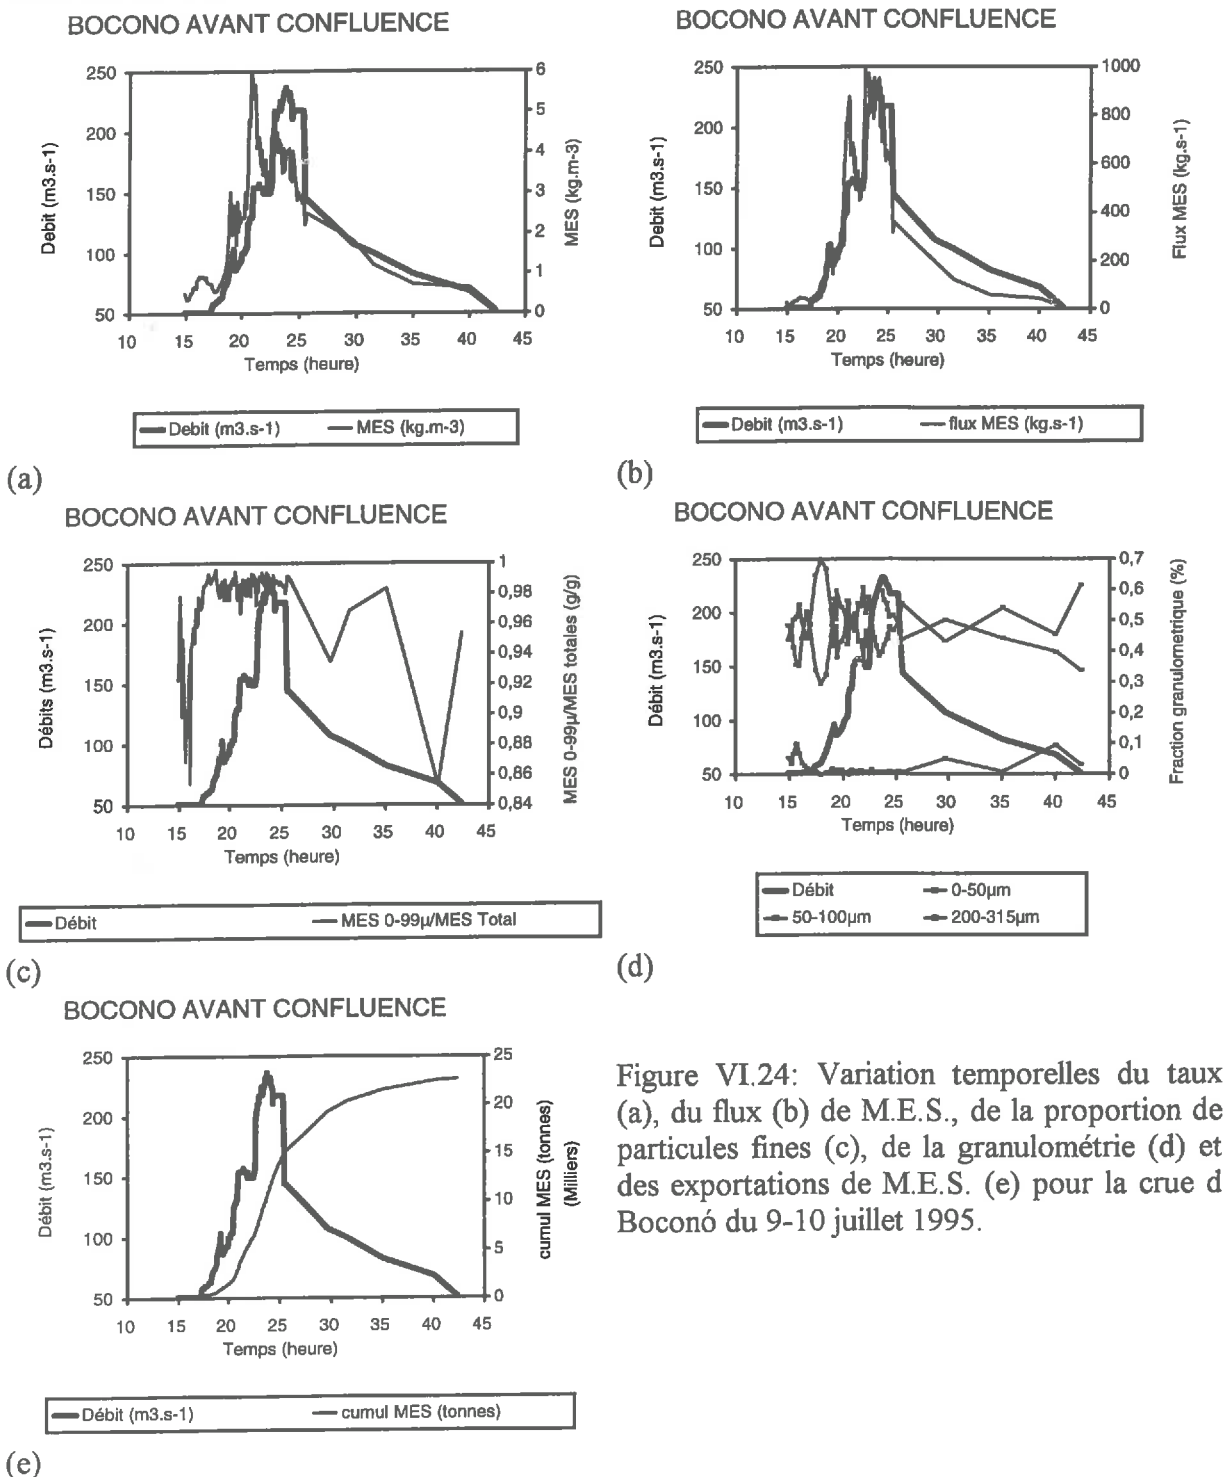 BOCONO AVANT CONFLUENCE
250
200
150
100
50
Debit (m3.s-1)
6
5
4
3
2
1
0
MES (kg.m-3)
10 15 20 25 30 35 40 45
Temps (heure)
Debit (m3.s-1) MES (kg.m-3)
(a)
BOCONO AVANT CONFLUENCE
250
200
150
100
50
Debit (m3.s-1)
1000
800
600
400
200
0
Flux MES (kg.s-1)
10 15 20 25 30 35 40 45
Temps (heure)
Debit (m3.s-1) flux MES (kg.s-1)
(b)
BOCONO AVANT CONFLUENCE
250
200
150
100
50
Débits (m3.s-1)
1
0,98
0,96
0,94
0,92
0,9
0,88
0,86
0,84
MES 0-99µ/MES totales (g/g)
10 15 20 25 30 35 40 45
Temps (heure)
Débit MES 0-99µ/MES Total
(c)
BOCONO AVANT CONFLUENCE
250
200
150
100
50
Débit (m3.s-1)
0,7
0,6
0,5
0,4
0,3
0,2
0,1
0
Fraction granulometrique (%)
10 15 20 25 30 35 40 45
Temps (heure)
Débit 0-50µm
50-100µm 200-315µm
(d)
BOCONO AVANT CONFLUENCE
250
200
150
100
50
Débit (m3.s-1)
25
20
15
10
5
0
cumul MES (tonnes)
(Milliers)
10 15 20 25 30 35 40 45
Temps (heure)
Débit (m3.s-1) cumul MES (tonnes)
(e)
Figure VI.24: Variation temporelles du taux
(a), du flux (b) de M.E.S., de la proportion de
particules fines (c), de la granulométrie (d) et
des exportations de M.E.S. (e) pour la crue d
Boconó du 9-10 juillet 1995.